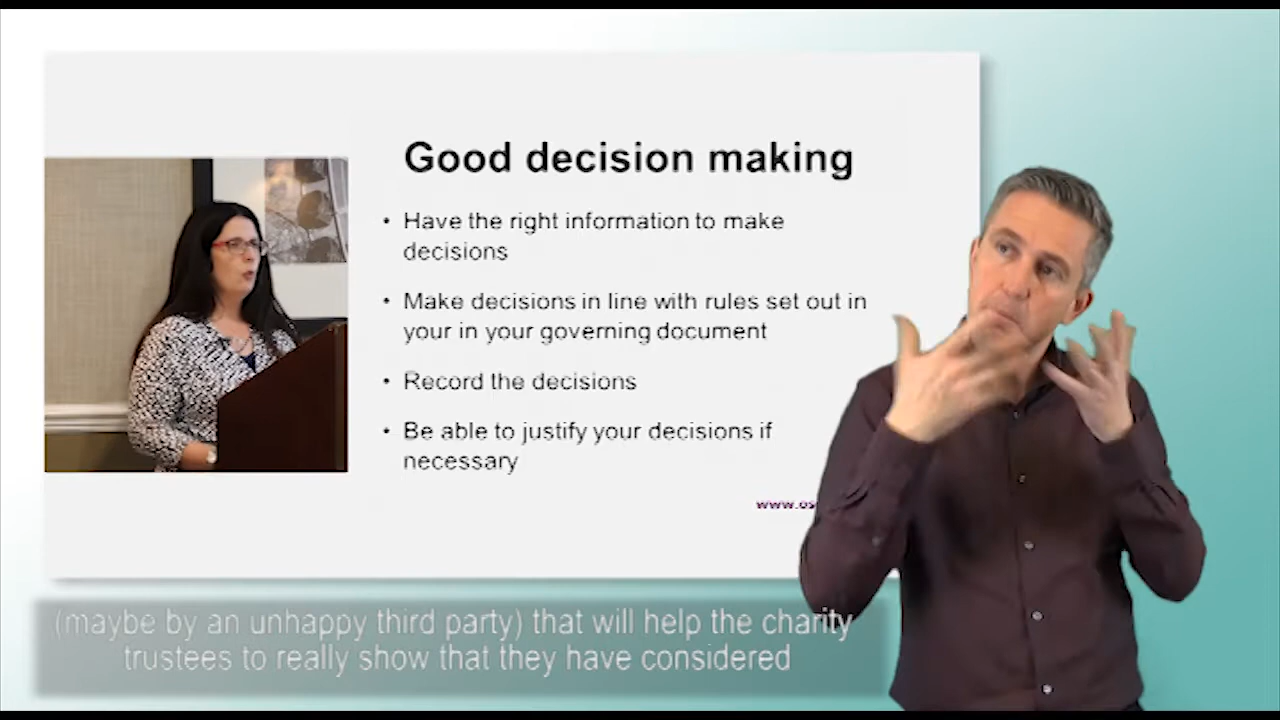 Good decision making
• Have the right information to make
decisions
• Make decisions in line with rules set out in
your in your governing document
• Record the decisions
• Be able to justify your decisions if
necessary
(maybe by an unhappy third party) that will help the charity
trustees to really show that they have considered